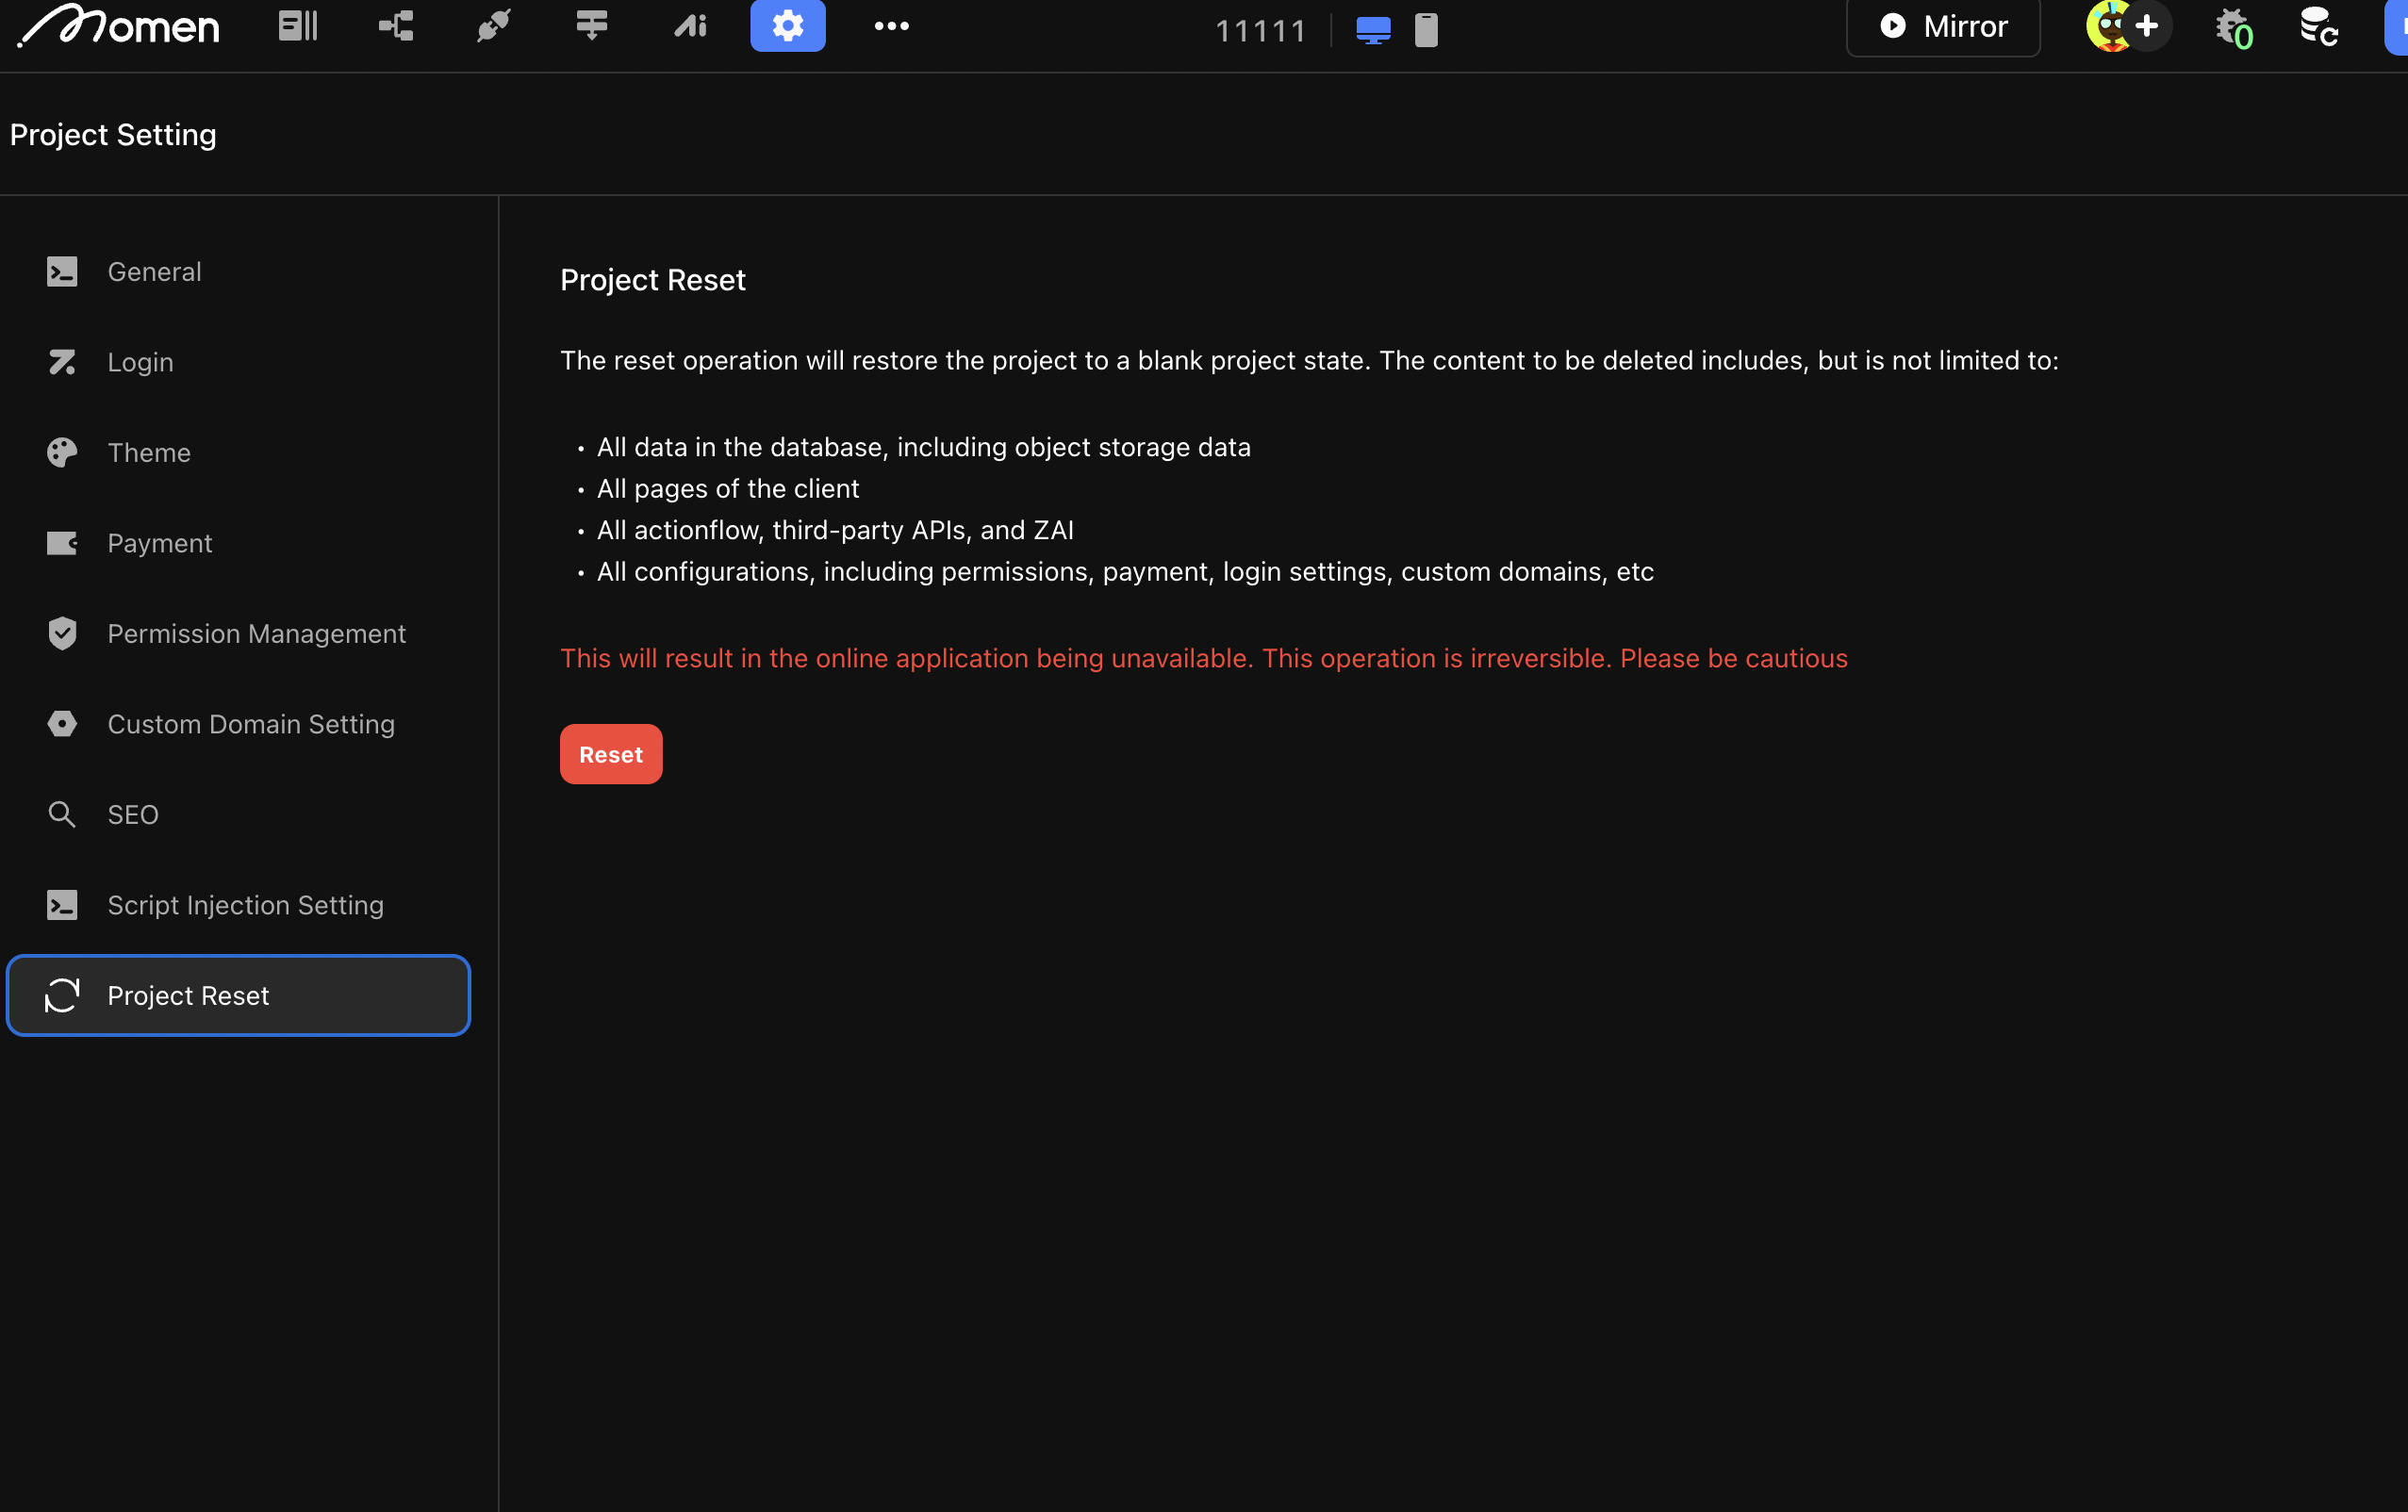 Momen
11111
Mirror
0
Project Setting
General
Login
Theme
Payment
Permission Management
Custom Domain Setting
SEO
Script Injection Setting
Project Reset
Project Reset
The reset operation will restore the project to a blank project state. The content to be deleted includes, but is not limited to:
• All data in the database, including object storage data
• All pages of the client
• All actionflow, third-party APIs, and ZAI
• All configurations, including permissions, payment, login settings, custom domains, etc
This will result in the online application being unavailable. This operation is irreversible. Please be cautious
Reset